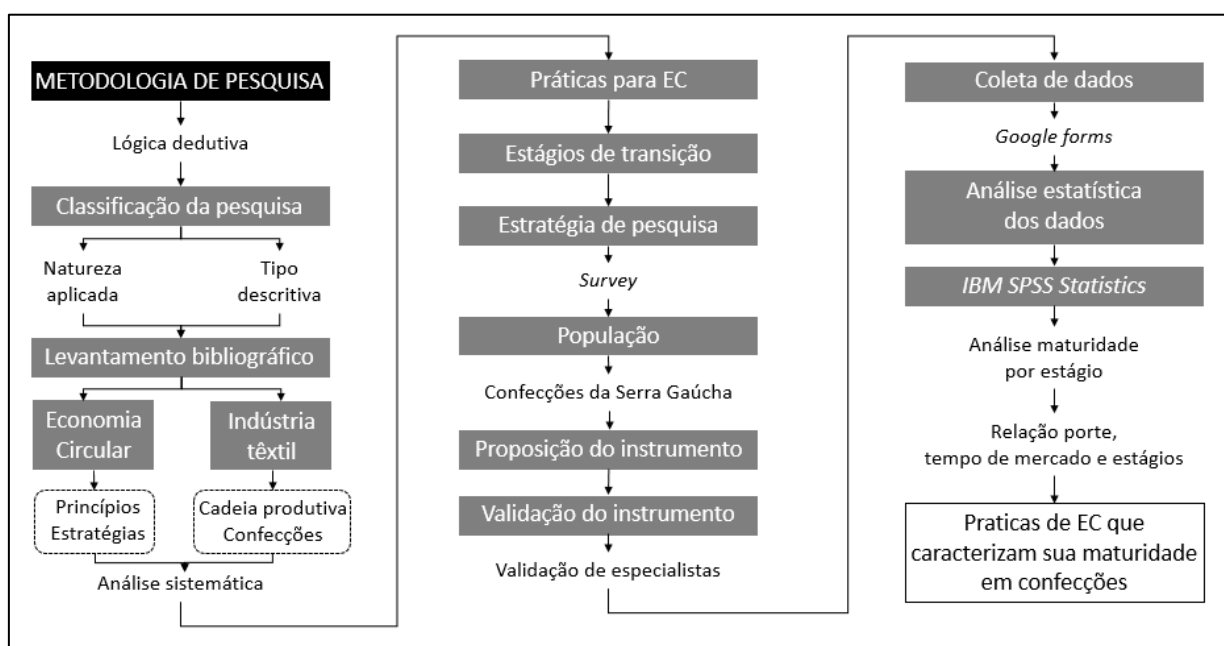 METODOLOGIA DE PESQUISA
Lógica dedutiva
Classificação da pesquisa
Natureza
aplicada
Tipo
descritiva
Levantamento bibliográfico
Economia
Circular
Indústria
têxtil
Princípios
Estratégias
Cadeia produtiva
Confecções
Análise sistemática
Práticas para EC
Estágios de transição
Estratégia de pesquisa
Survey
População
Confecções da Serra Gaúcha
Proposição do instrumento
Validação do instrumento
Validação de especialistas
Coleta de dados
Google forms
Análise estatística
dos dados
IBM SPSS Statistics
Análise maturidade
por estágio
Relação porte,
tempo de mercado e estágios
Praticas de EC que
caracterizam sua maturidade
em confecções